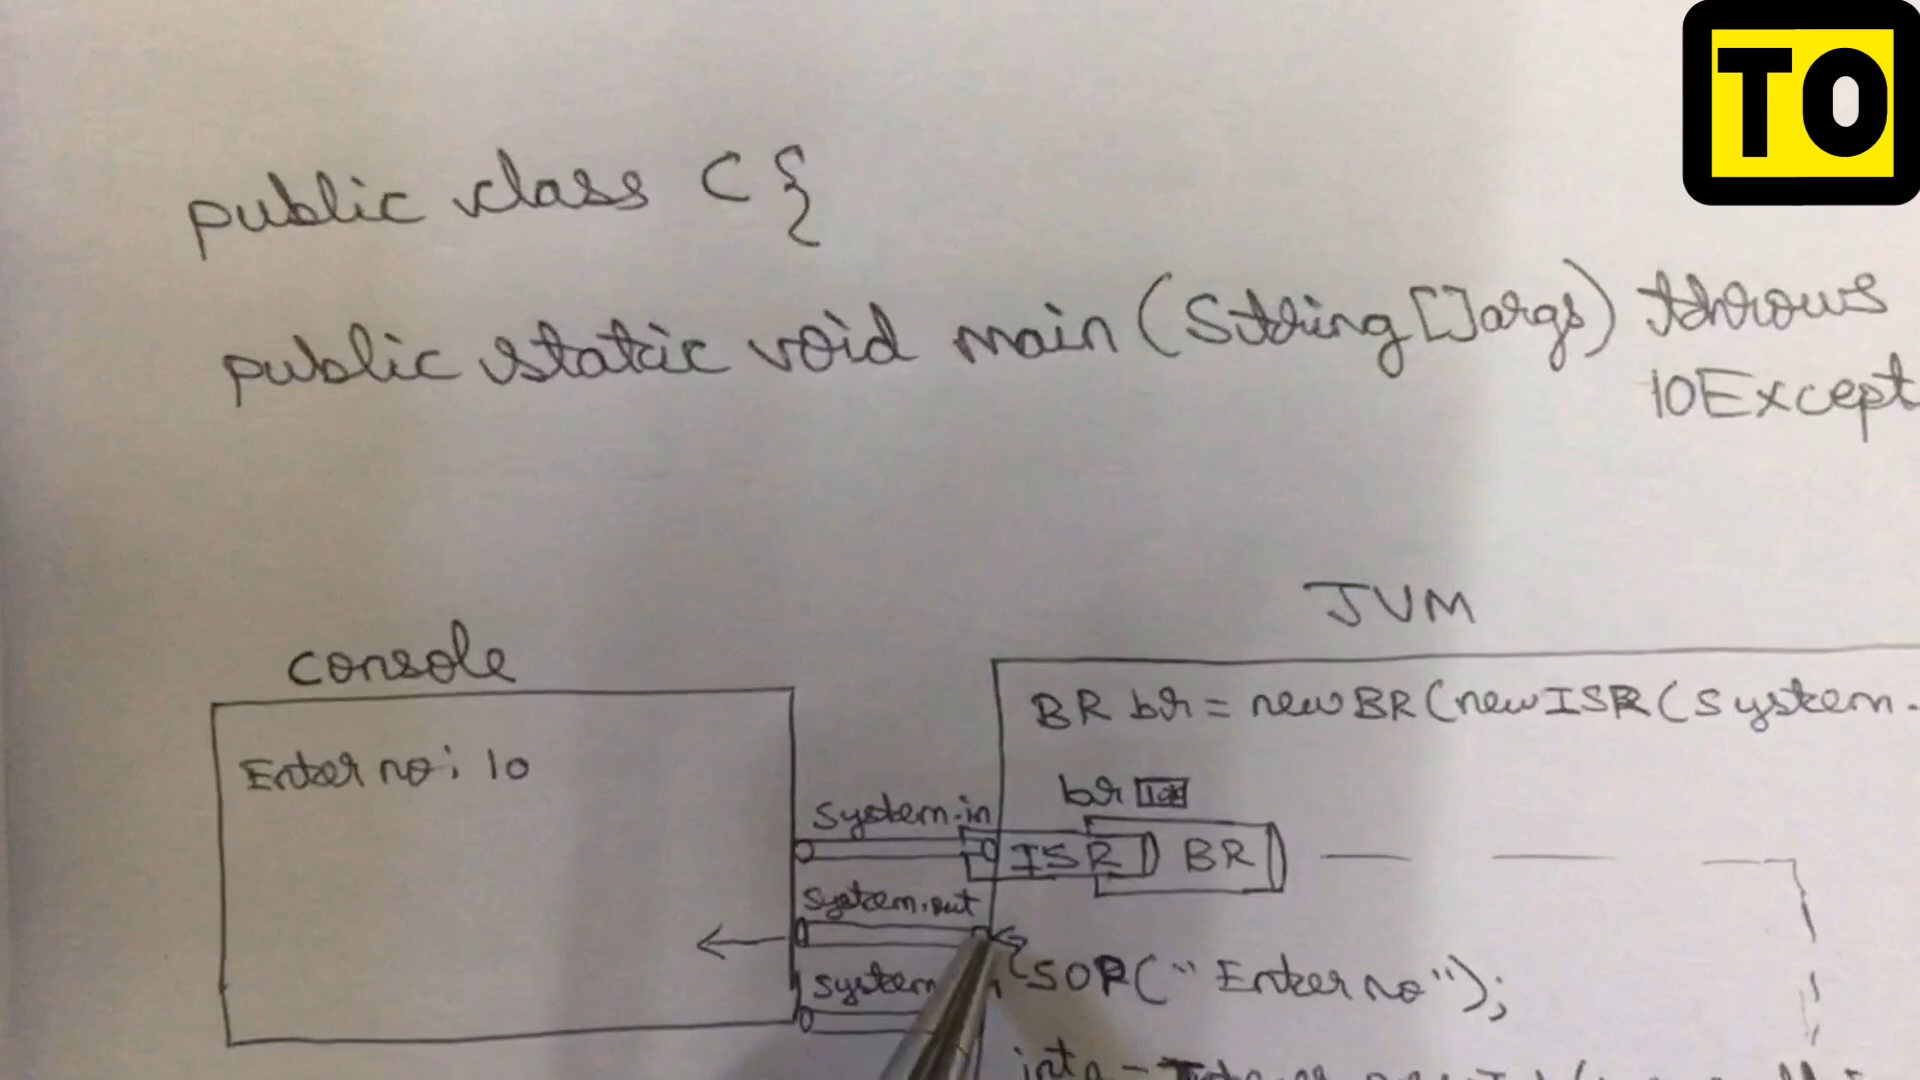 TO
public class C {
public static void main (String []args) throws
IOExcept
JVM
console
BR br = new BR(new ISR (System.
Enter no: 10
br
System.in
ISR BR
System.out
SOP("Enter no");
system
int